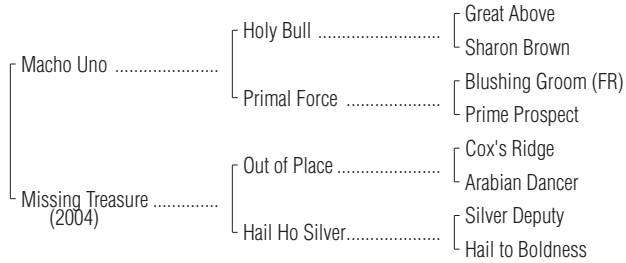 Great Above
Holy Bull ..........................
Sharon Brown
Macho Uno .....................
Blushing Groom (FR)
Primal Force ....................
Prime Prospect
Cox's Ridge
Out of Place ......................
Arabian Dancer
Missing Treasure ..............
(2004)
Silver Deputy
Hail Ho Silver....................
Hail to Boldness